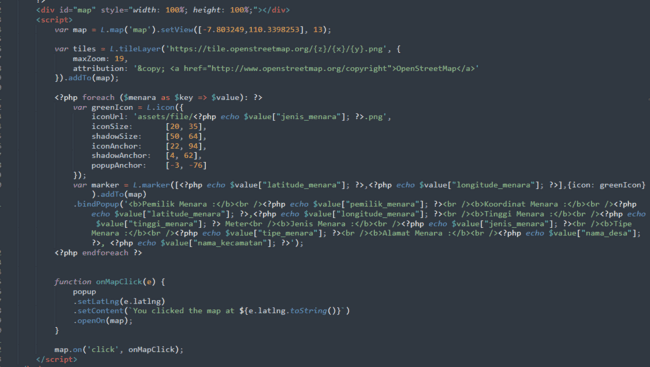 <div id="map" style="width: 100%; height: 100%;"></div>
<script>
var map = L.map('map').setView([-7.803249,110.3398253], 13);
var tiles = L.tileLayer('https://tile.openstreetmap.org/{z}/{x}/{y}.png', {
maxZoom: 19,
attribution: '&copy; <a href="http://www.openstreetmap.org/copyright">OpenStreetMap</a>'
}).addTo(map);
<?php foreach ($menara as $key => $value): ?>
var greenIcon = L.icon({
iconUrl: 'assets/file/<?php echo $value["jenis_menara"]; ?>.png',
iconSize: [20, 35],
shadowSize: [50, 64],
iconAnchor: [22, 94],
shadowAnchor: [4, 62],
popupAnchor: [-3, -76]
});
var marker = L.marker([<?php echo $value["latitude_menara"]; ?>,<?php echo $value["longitude_menara"]; ?>],{icon: greenIcon}
).addTo(map)
.bindPopup('<b>Pemilik Menara :</b><br /><?php echo $value["pemilik_menara"]; ?><br /><b>Koordinat Menara :</b><br /><?php
echo $value["latitude_menara"]; ?>,<?php echo $value["longitude_menara"]; ?><br /><b>Tinggi Menara :</b><br /><?php echo
$value["tinggi_menara"]; ?> Meter<br /><b>Jenis Menara :</b><br /><?php echo $value["jenis_menara"]; ?><br /><b>Tipe
Menara :</b><br /><?php echo $value["tipe_menara"]; ?><br /><b>Alamat Menara :</b><br /><?php echo $value["nama_desa"];
?>, <?php echo $value["nama_kecamatan"]; ?>');
<?php endforeach ?>
function onMapClick(e) {
popup
.setLatLng(e.latlng)
.setContent(`You clicked the map at ${e.latlng.toString()}`)
.openOn(map);
}
map.on('click', onMapClick);
</script>